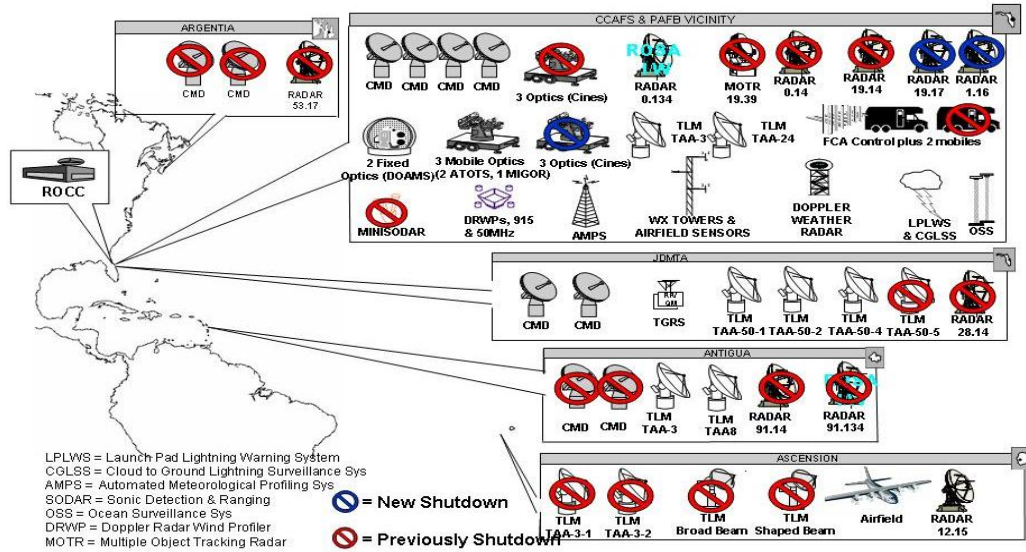 ARGENTIA
CMD
CMD
RADAR
53.17
ROCC
CCAFS & PAFB VICINITY
CMD CMD CMD CMD
3 Optics (Cines)
RADAR
0.134
MOTR
19.39
RADAR
0.14
RADAR
19.14
RADAR
19.17
RADAR
1.16
2 Fixed
Optics (DOAMS)
3 Mobile Optics
(2 ATOTS, 1 MIGOR)
3 Optics (Cines)
TLM
TAA-3
TLM
TAA-24
FCA Control plus 2 mobiles
MINISODAR
DRWPs, 915
& 50MHz
AMPS
WX TOWERS &
AIRFIELD SENSORS
DOPPLER
WEATHER
RADAR
LPLWS
& CGLSS
OSS
JDMTA
CMD
CMD
TGRS
TLM
TAA-50-1
TLM
TAA-50-2
TLM
TAA-50-4
TLM
TAA-50-5
RADAR
28.14
ANTIGUA
CMD
CMD
TLM
TAA-3
TLM
TAA8
RADAR
91.14
RADAR
91.134
ASCENSION
TLM
TAA-3-1
TLM
TAA-3-2
TLM
Broad Beam
TLM
Shaped Beam
Airfield
RADAR
12.15
LPLWS = Launch Pad Lightning Warning System
CGLSS = Cloud to Ground Lightning Surveillance Sys
AMPS = Automated Meteorological Profiling Sys
SODAR = Sonic Detection & Ranging
OSS = Ocean Surveillance Sys
DRWP = Doppler Radar Wind Profiler
MOTR = Multiple Object Tracking Radar
= New Shutdown
= Previously Shutdown